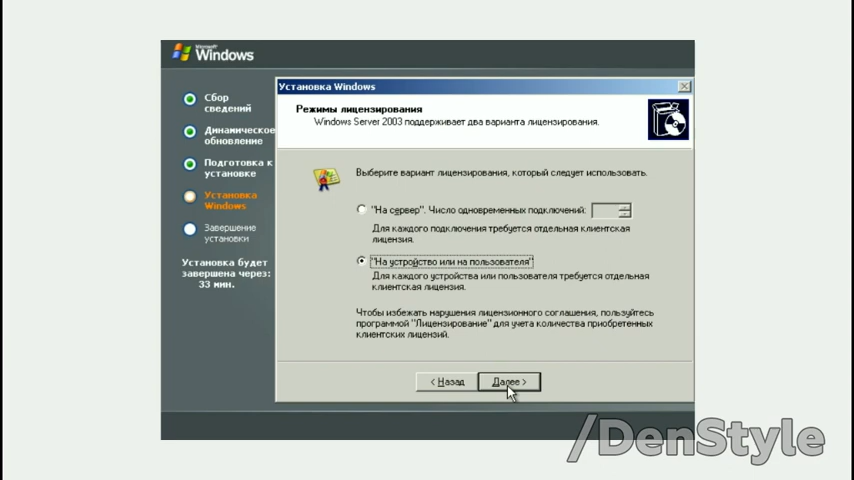 Microsoft
Windows
Сбор
сведений
Динамическое
обновление
Подготовка к
установке
Установка
Windows
Завершение
установки
Установка будет
завершена через:
33 мин.
Установка Windows
Режимы лицензирования
Windows Server 2003 поддерживает два варианта лицензирования.
Выберите вариант лицензирования, который следует использовать.
"На сервер". Число одновременных подключений:
Для каждого подключения требуется отдельная клиентская
лицензия.
"На устройство или на пользователя"
Для каждого устройства или пользователя требуется отдельная
клиентская лицензия.
Чтобы избежать нарушения лицензионного соглашения, пользуйтесь
программой "Лицензирование" для учета количества приобретенных
клиентских лицензий.
< Назад
Далее >
/DenStyle